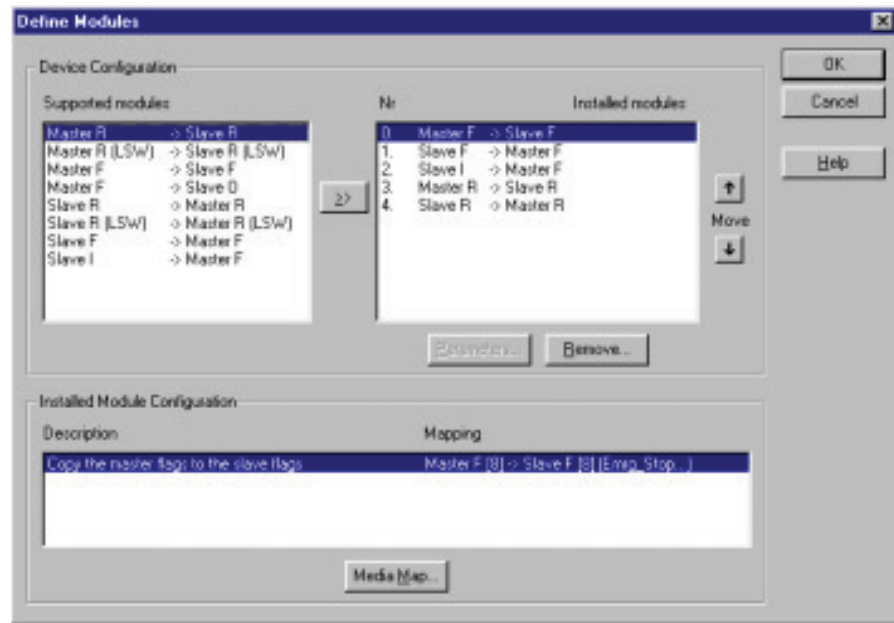 Define Modules
Device Configuration
OK
Cancel
Help
Supported modules
Nr Installed modules
Master R -> Slave R
Master R (LSW) -> Slave R (LSW)
Master F -> Slave F
Master F -> Slave O
Slave R -> Master R
Slave R (LSW) -> Master R (LSW)
Slave F -> Master F
Slave I -> Master F
>>
0. Master F -> Slave F
1. Slave F -> Master F
2. Slave I -> Master F
3. Master R -> Slave R
4. Slave R -> Master R
Move
Parameters...
Remove...
Installed Module Configuration
Description Mapping
Copy the master flags to the slave flags Master F [8] -> Slave F [8] (Emrg_Stop...)
Media Map...